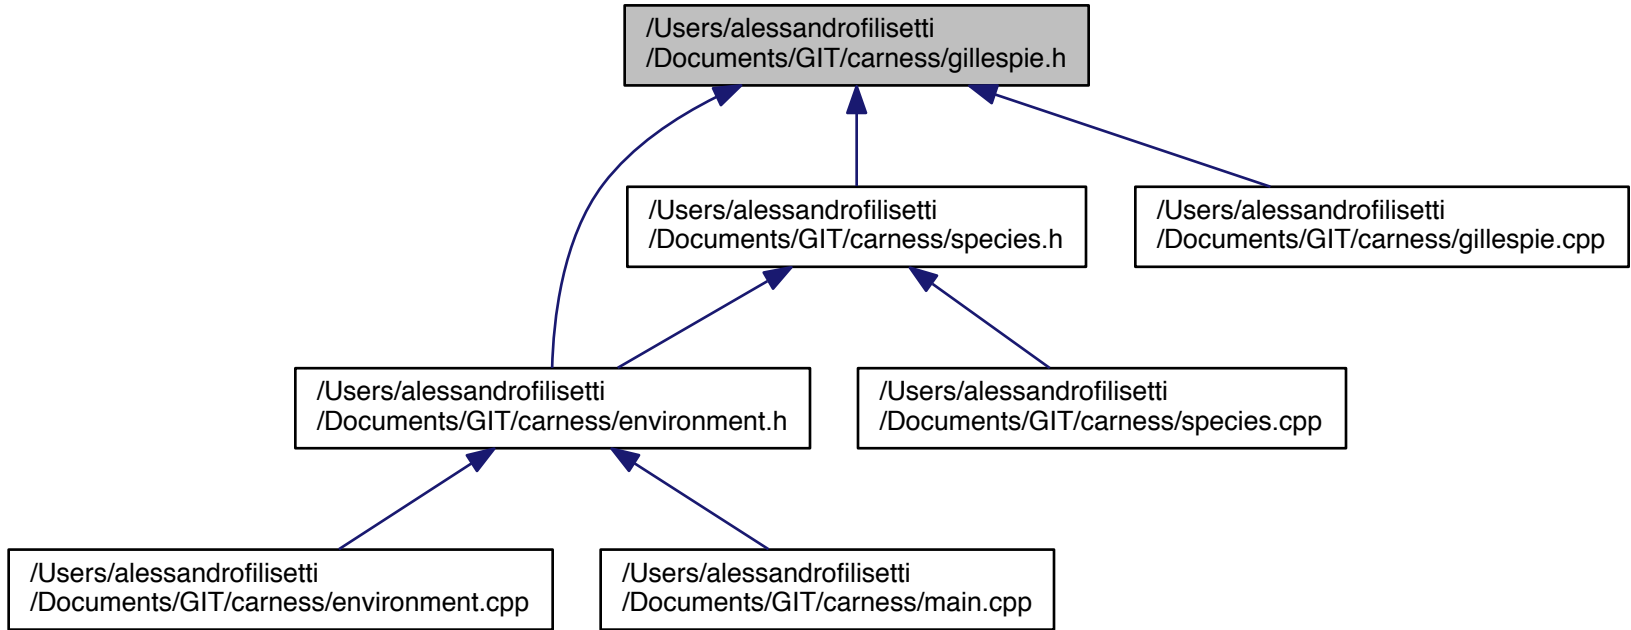 /Users/alessandrofilisetti
/Documents/GIT/carness/gillespie.h
/Users/alessandrofilisetti
/Documents/GIT/carness/species.h
/Users/alessandrofilisetti
/Documents/GIT/carness/gillespie.cpp
/Users/alessandrofilisetti
/Documents/GIT/carness/environment.h
/Users/alessandrofilisetti
/Documents/GIT/carness/species.cpp
/Users/alessandrofilisetti
/Documents/GIT/carness/environment.cpp
/Users/alessandrofilisetti
/Documents/GIT/carness/main.cpp